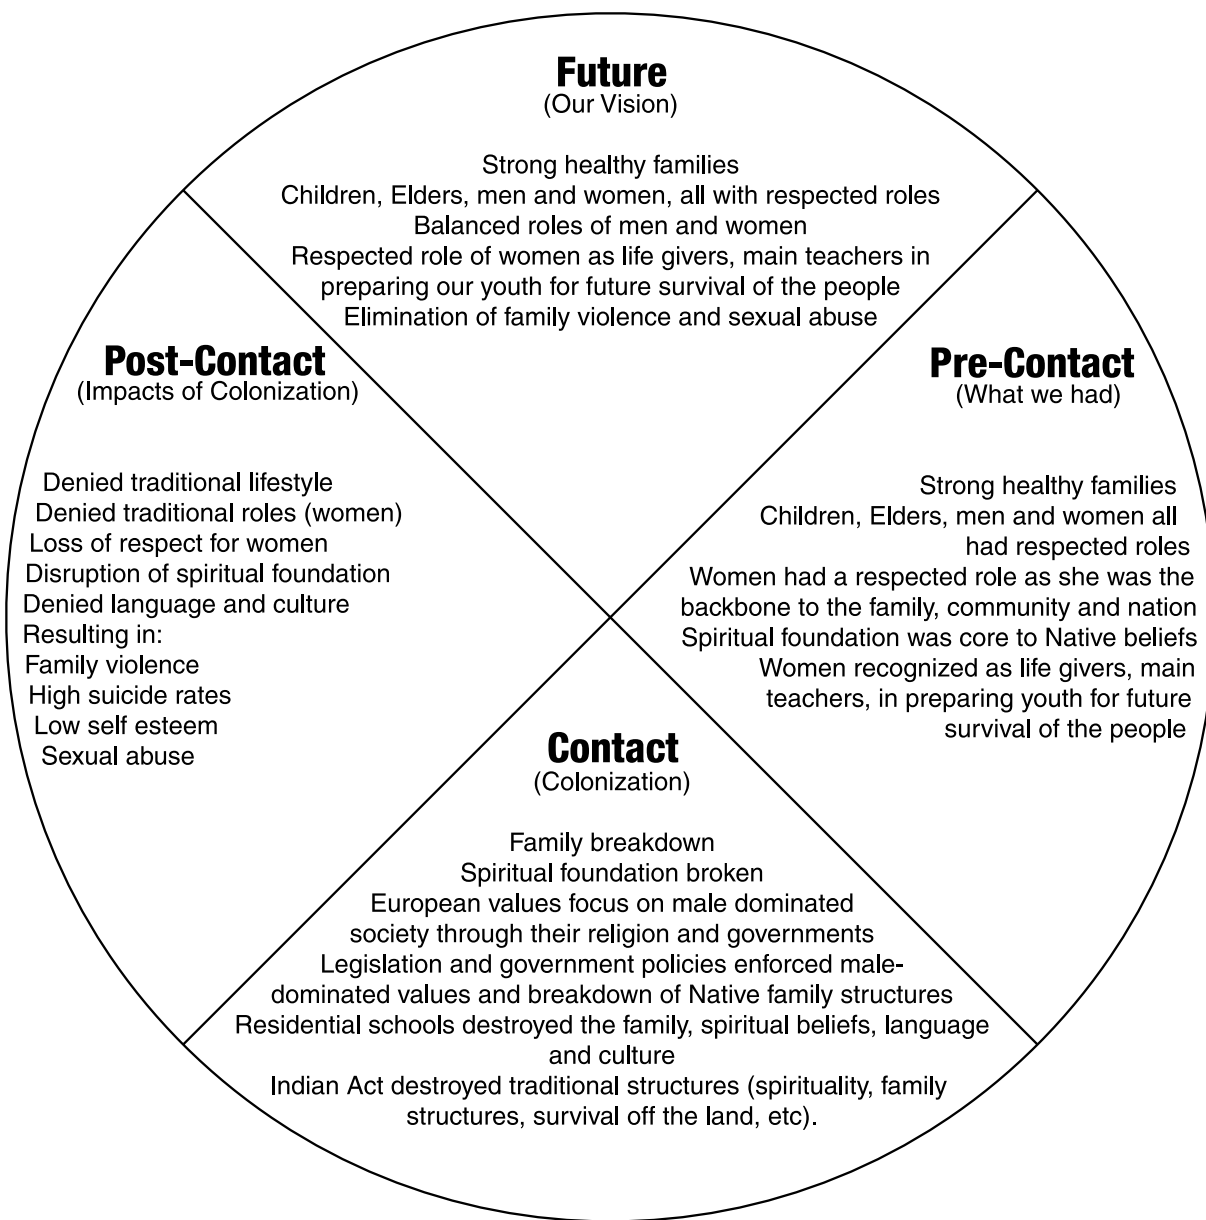 Future
(Our Vision)
Strong healthy families
Children, Elders, men and women, all with respected roles
Balanced roles of men and women
Respected role of women as life givers, main teachers in
preparing our youth for future survival of the people
Elimination of family violence and sexual abuse
Post-Contact
(Impacts of Colonization)
Denied traditional lifestyle
Denied traditional roles (women)
Loss of respect for women
Disruption of spiritual foundation
Denied language and culture
Resulting in:
Family violence
High suicide rates
Low self esteem
Sexual abuse
Pre-Contact
(What we had)
Strong healthy families
Children, Elders, men and women all
had respected roles
Women had a respected role as she was the
backbone to the family, community and nation
Spiritual foundation was core to Native beliefs
Women recognized as life givers, main
teachers, in preparing youth for future
survival of the people
Contact
(Colonization)
Family breakdown
Spiritual foundation broken
European values focus on male dominated
society through their religion and governments
Legislation and government policies enforced male-
dominated values and breakdown of Native family structures
Residential schools destroyed the family, spiritual beliefs, language
and culture
Indian Act destroyed traditional structures (spirituality, family
structures, survival off the land, etc).